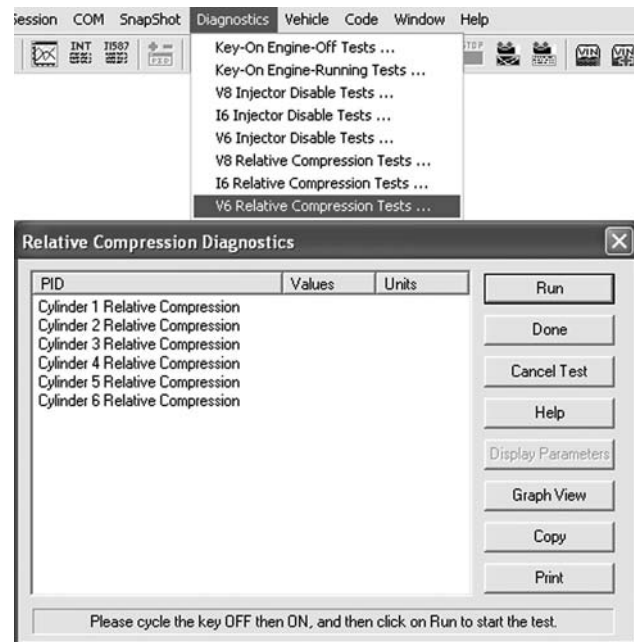 Session COM SnapShot Diagnostics Vehicle Code Window Help
INT J1587 PID STOP VIN VIN
Key-On Engine-Off Tests ...
Key-On Engine-Running Tests ...
V8 Injector Disable Tests ...
I6 Injector Disable Tests ...
V6 Injector Disable Tests ...
V8 Relative Compression Tests ...
I6 Relative Compression Tests ...
V6 Relative Compression Tests ...
Relative Compression Diagnostics
PID Values Units
Cylinder 1 Relative Compression
Cylinder 2 Relative Compression
Cylinder 3 Relative Compression
Cylinder 4 Relative Compression
Cylinder 5 Relative Compression
Cylinder 6 Relative Compression
Run
Done
Cancel Test
Help
Display Parameters
Graph View
Copy
Print
Please cycle the key OFF then ON, and then click on Run to start the test.